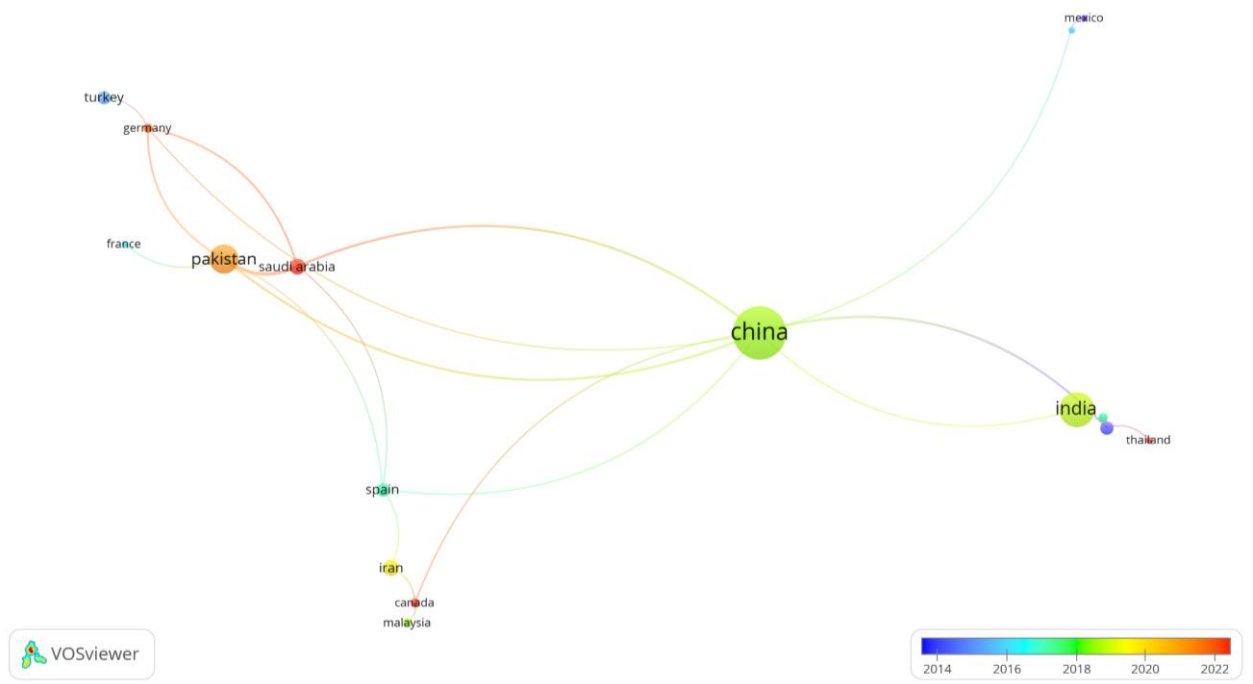 mexico
turkey
germany
france
pakistan
saudi arabia
china
india
thailand
spain
iran
canada
malaysia
VOSviewer
2014 2016 2018 2020 2022